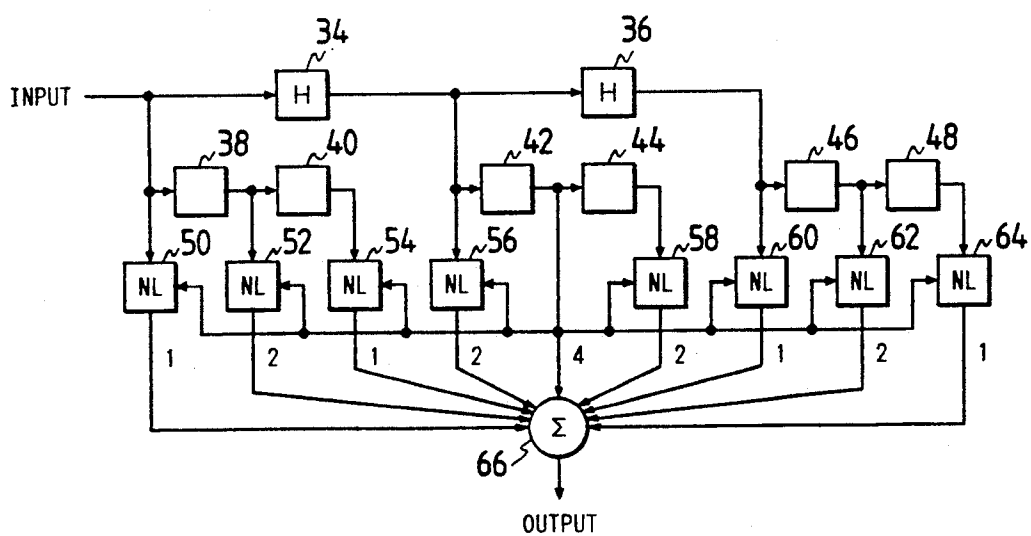 34 36
INPUT H H
38 40 42 44 46 48
50 52 54 56 58 60 62 64
NL NL NL NL NL NL NL NL
1 2 1 2 4 2 1 2 1
Σ
66
OUTPUT